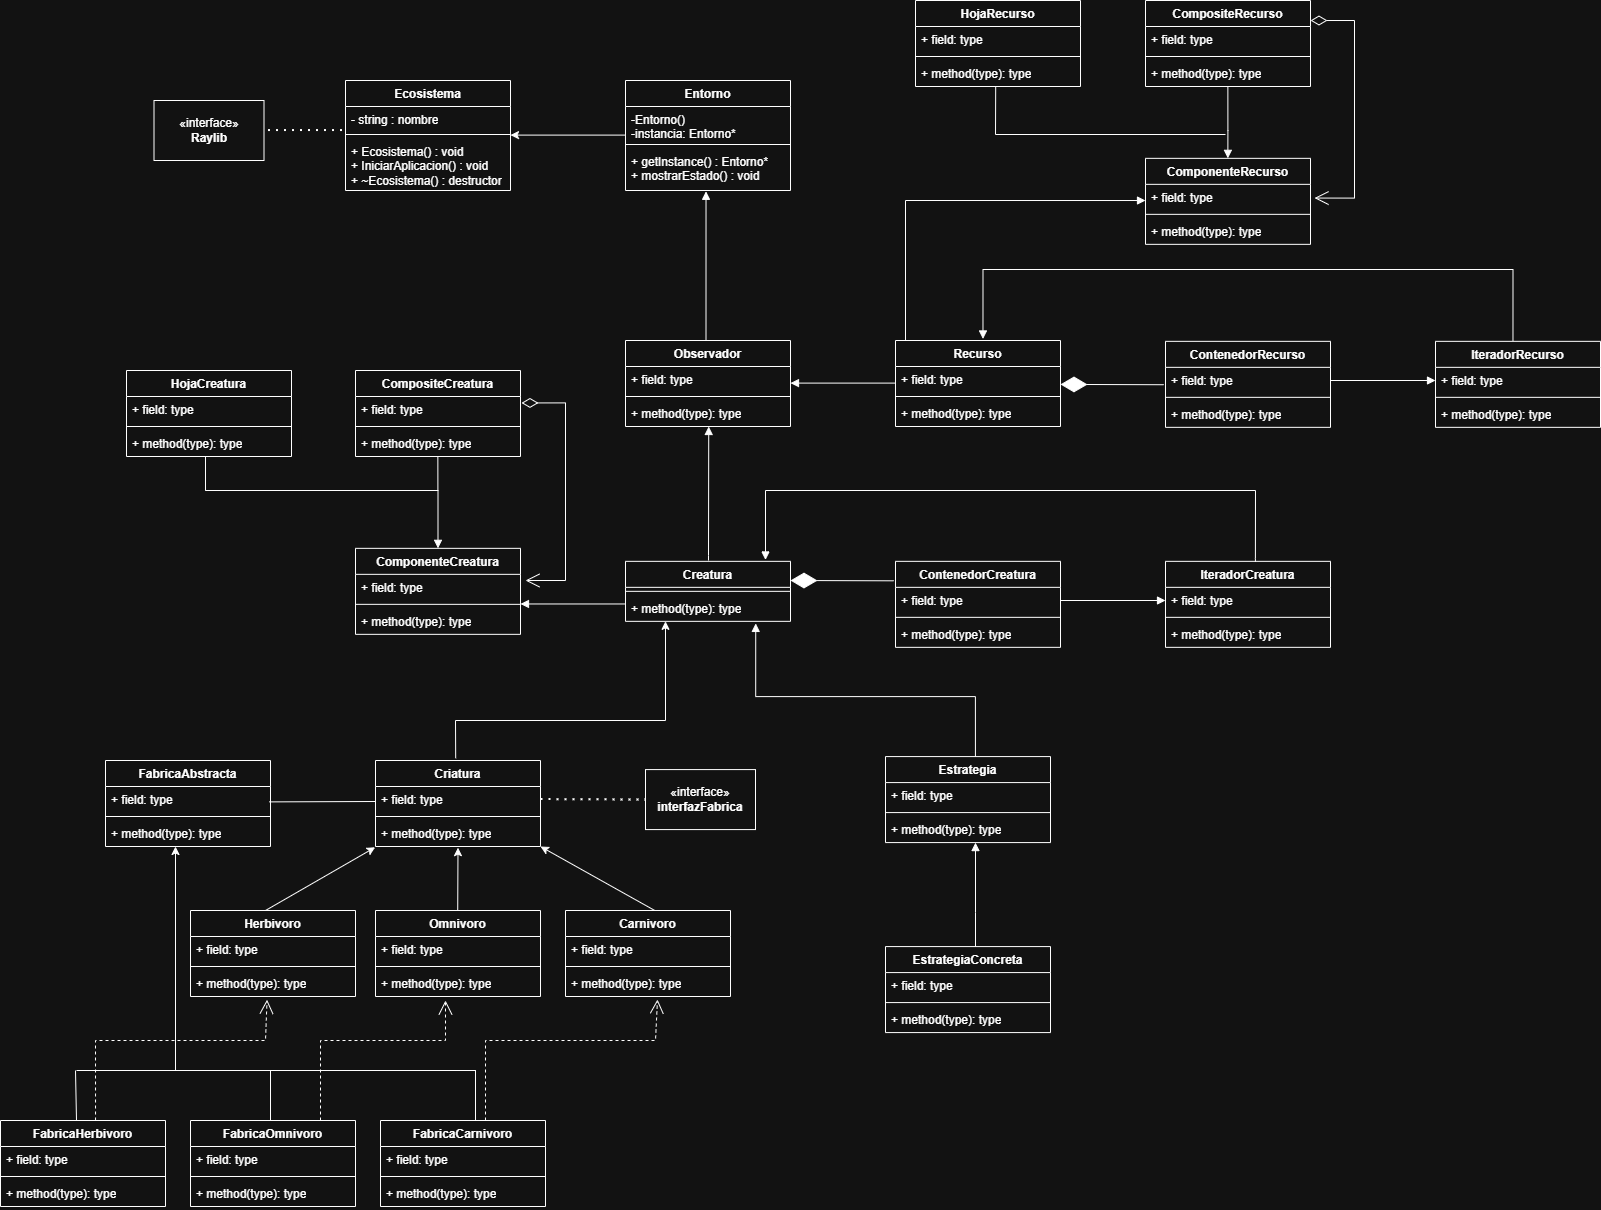 HojaRecurso
+ field: type
+ method(type): type
CompositeRecurso
+ field: type
+ method(type): type
Ecosistema
- string : nombre
+ Ecosistema() : void
+ IniciarAplicacion() : void
+ ~Ecosistema() : destructor
«interface»
Raylib
Entorno
-Entorno()
-instancia: Entorno*
+ getInstance() : Entorno*
+ mostrarEstado() : void
ComponenteRecurso
+ field: type
+ method(type): type
Observador
+ field: type
+ method(type): type
Recurso
+ field: type
+ method(type): type
ContenedorRecurso
+ field: type
+ method(type): type
IteradorRecurso
+ field: type
+ method(type): type
HojaCreatura
+ field: type
+ method(type): type
CompositeCreatura
+ field: type
+ method(type): type
ComponenteCreatura
+ field: type
+ method(type): type
Creatura
+ method(type): type
ContenedorCreatura
+ field: type
+ method(type): type
IteradorCreatura
+ field: type
+ method(type): type
FabricaAbstracta
+ field: type
+ method(type): type
Criatura
+ field: type
+ method(type): type
«interface»
interfazFabrica
Estrategia
+ field: type
+ method(type): type
Herbivoro
+ field: type
+ method(type): type
Omnivoro
+ field: type
+ method(type): type
Carnivoro
+ field: type
+ method(type): type
EstrategiaConcreta
+ field: type
+ method(type): type
FabricaHerbivoro
+ field: type
+ method(type): type
FabricaOmnivoro
+ field: type
+ method(type): type
FabricaCarnivoro
+ field: type
+ method(type): type